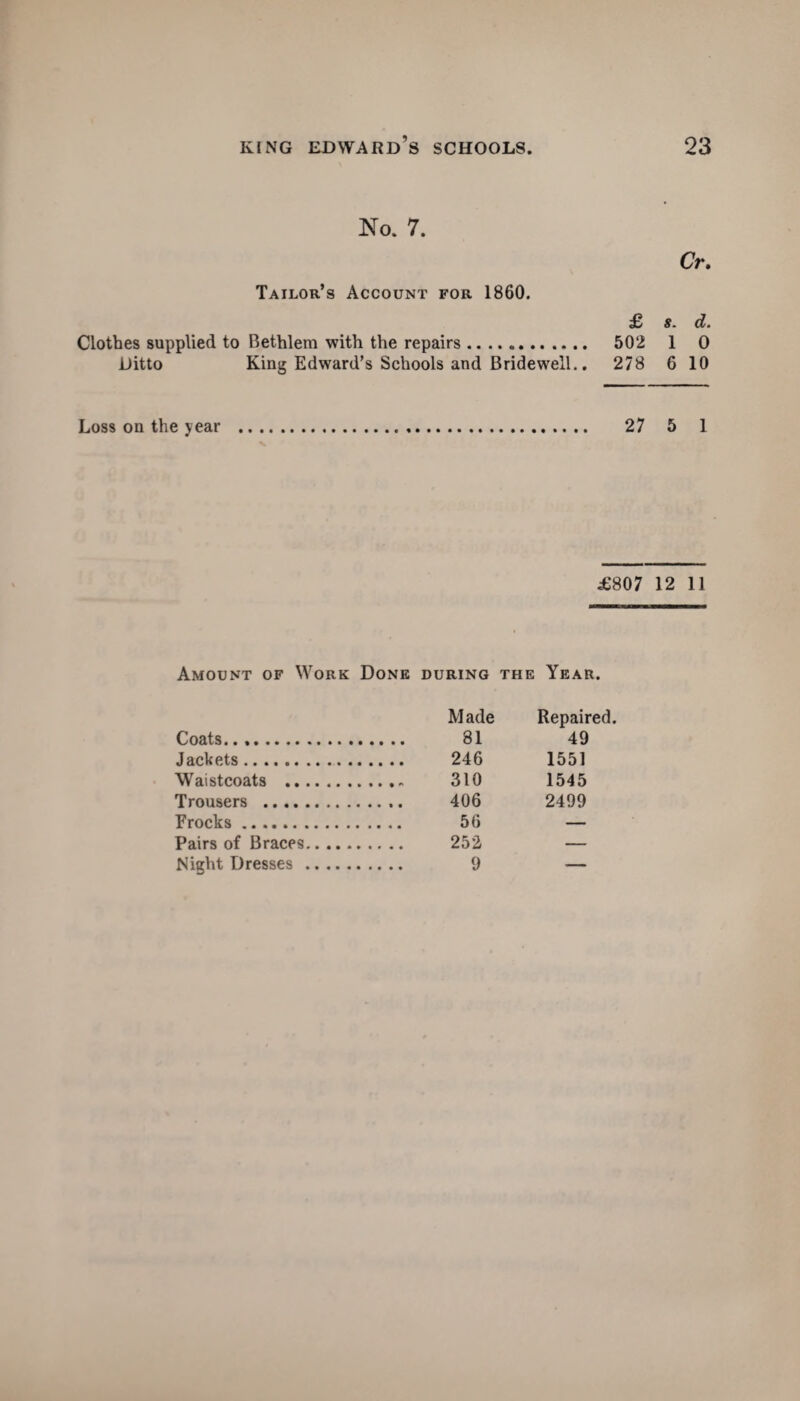 KING EDWARD'S SCHOOLS. 23
No. 7.
Cr.
TAILOR'S ACCOUNT FOR 1860.
£ s. d.
Clothes supplied to Bethlem with the repairs .............. 502 1 0
Ditto King Edward's Schools and Bridewell.. 278 6 10
Loss on the year .................................... 27 5 1
£807 12 11
AMOUNT OF WORK DONE DURING THE YEAR.
Made Repaired.
Coats.................... 81 49
Jackets.................. 246 1551
Waistcoats .............. 310 1545
Trousers ................ 406 2499
Frocks .................. 56 —
Pairs of Braces........... 252 —
Night Dresses ........... 9 —